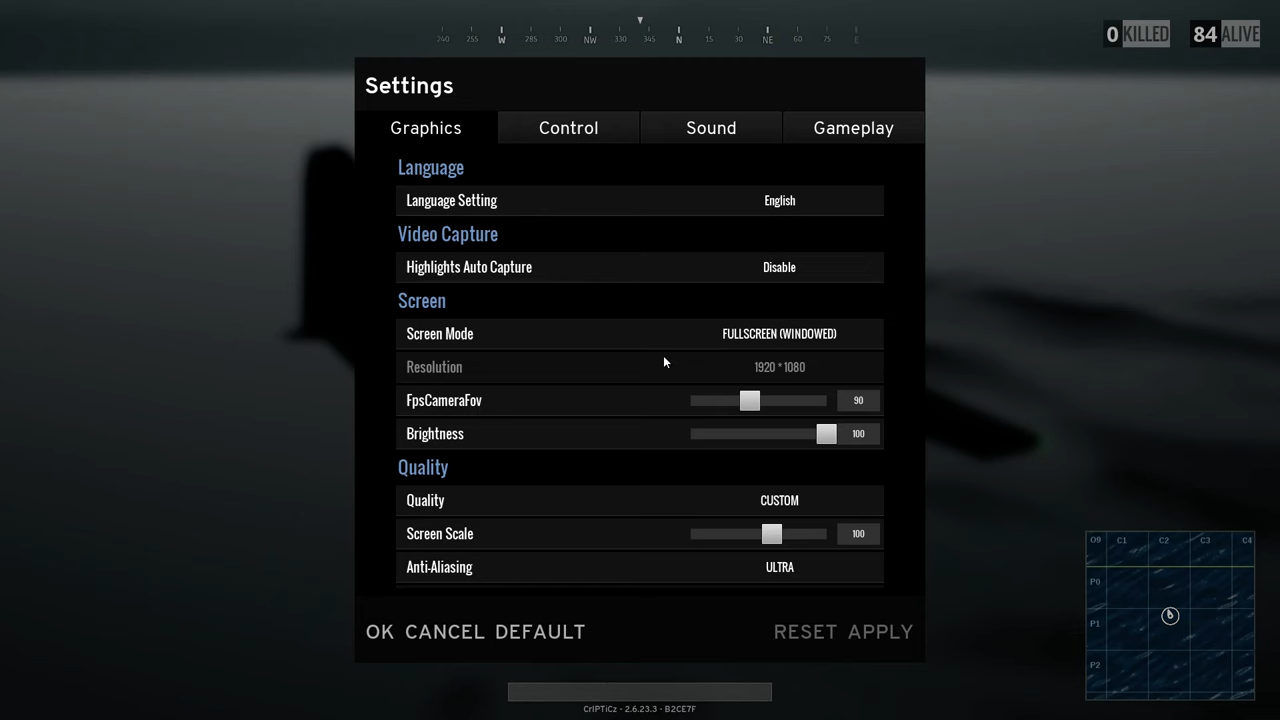 240 255 W 285 300 NW 330 345 N 15 30 NE 60 75 E
0 KILLED 84 ALIVE
Settings
Graphics Control Sound Gameplay
Language
Language Setting English
Video Capture
Highlights Auto Capture Disable
Screen
Screen Mode FULLSCREEN (WINDOWED)
Resolution 1920 * 1080
FpsCameraFov 90
Brightness 100
Quality
Quality CUSTOM
Screen Scale 100
Anti-Aliasing ULTRA
OK CANCEL DEFAULT RESET APPLY
O9 C1 C2 C3 C4
P0
P1
P2
CrIPTiCz - 2.6.23.3 - B2CE7F